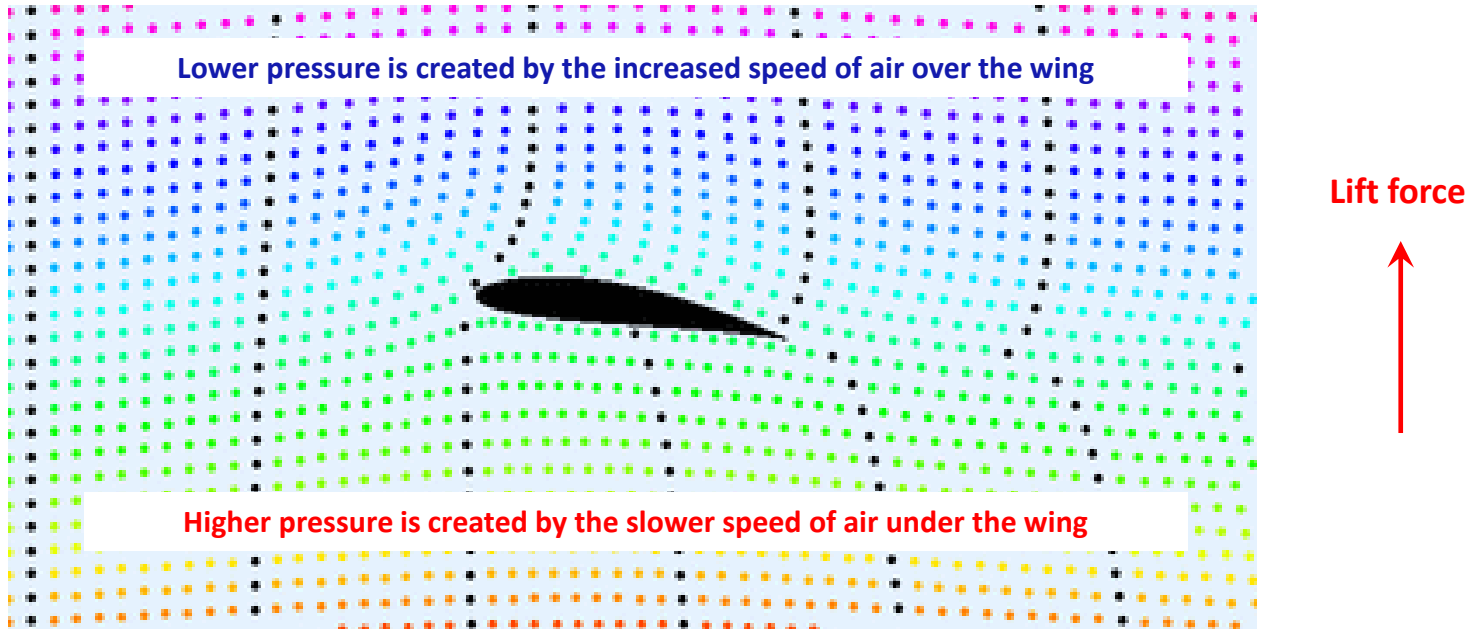 Lower pressure is created by the increased speed of air over the wing
Lift force
Higher pressure is created by the slower speed of air under the wing